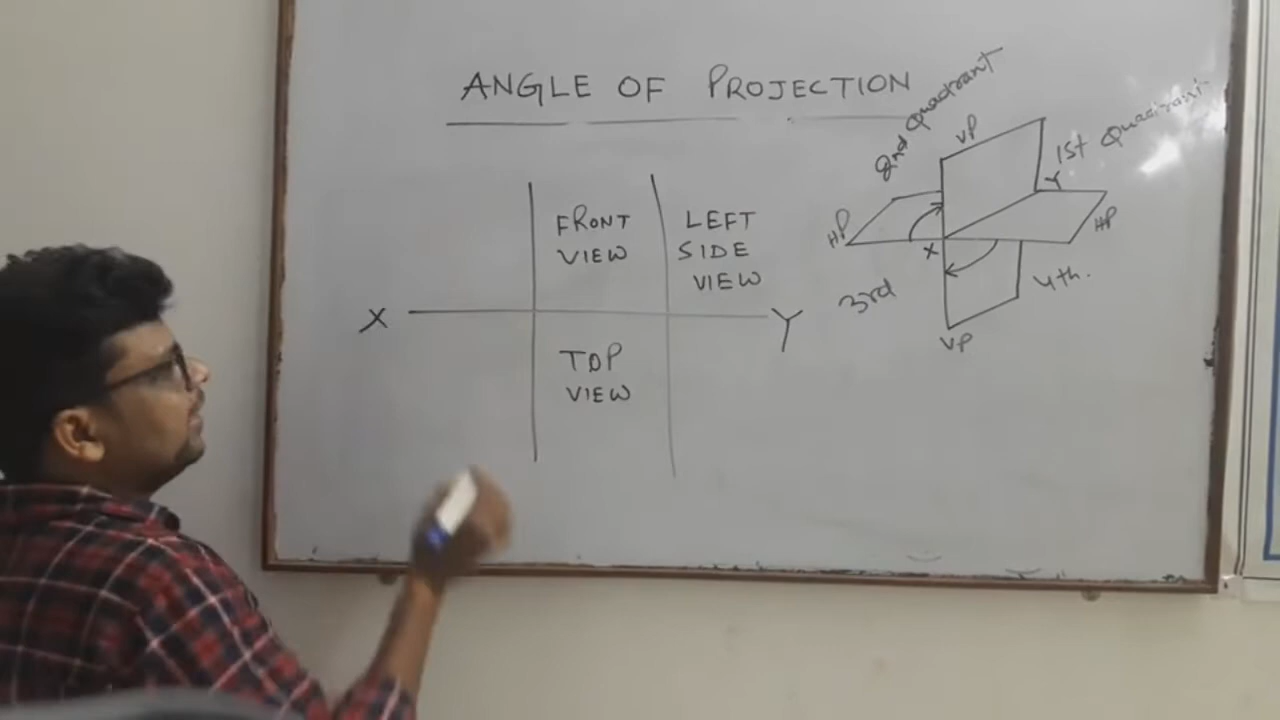 ANGLE OF PROJECTION
FRONT
VIEW
LEFT
SIDE
VIEW
X
Y
TOP
VIEW
2nd Quadrant
VP
1st Quadrant
Y
HP
HP
X
3rd
4th.
VP